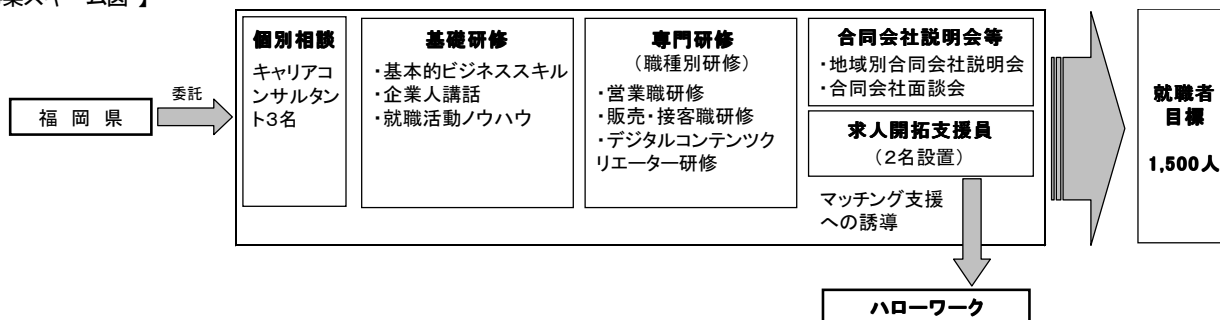 業スキーム図 】
福 岡 県
委託
個別相談
キャリアコ
ンサルタン
ト3名
基礎研修
・基本的ビジネススキル
・企業人講話
・就職活動ノウハウ
専門研修
（職種別研修）
・営業職研修
・販売・接客職研修
・デジタルコンテンツク
リエーター研修
合同会社説明会等
・地域別合同会社説明会
・合同会社面談会
求人開拓支援員
（２名設置）
マッチング支援
への誘導
ハローワーク
就職者
目標
1,500人